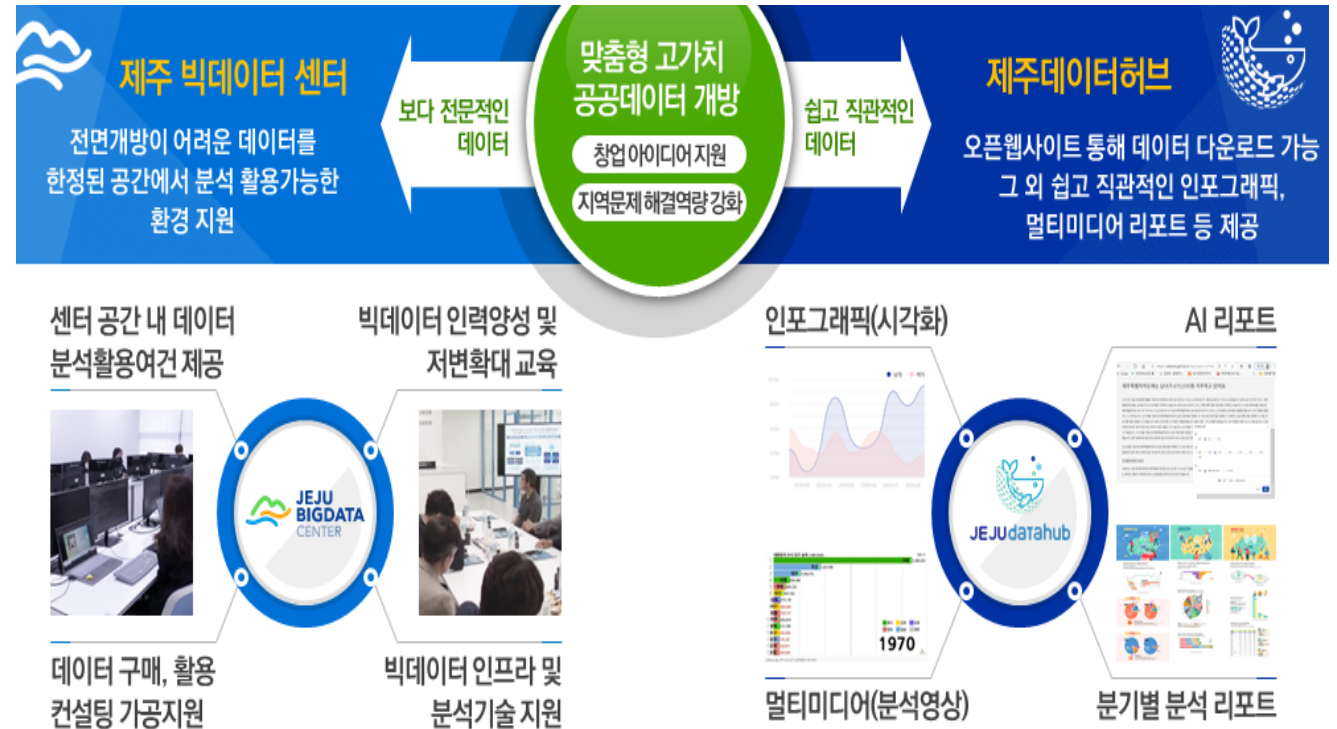 제주 빅데이터 센터
전면개방이 어려운 데이터를
한정된 공간에서 분석 활용가능한
환경 지원
보다 전문적인
데이터
맞춤형 고가치
공공데이터 개방
창업 아이디어 지원
지역문제 해결역량 강화
쉽고 직관적인
데이터
제주데이터허브
오픈웹사이트 통해 데이터 다운로드 가능
그 외 쉽고 직관적인 인포그래픽,
멀티미디어 리포트 등 제공
센터 공간 내 데이터
분석활용여건 제공
빅데이터 인력양성 및
저변확대 교육
JEJU
BIGDATA
CENTER
데이터 구매, 활용
컨설팅 가공지원
빅데이터 인프라 및
분석기술 지원
인포그래픽(시각화)
AI 리포트
JEJU datahub
1970
멀티미디어(분석영상)
분기별 분석 리포트